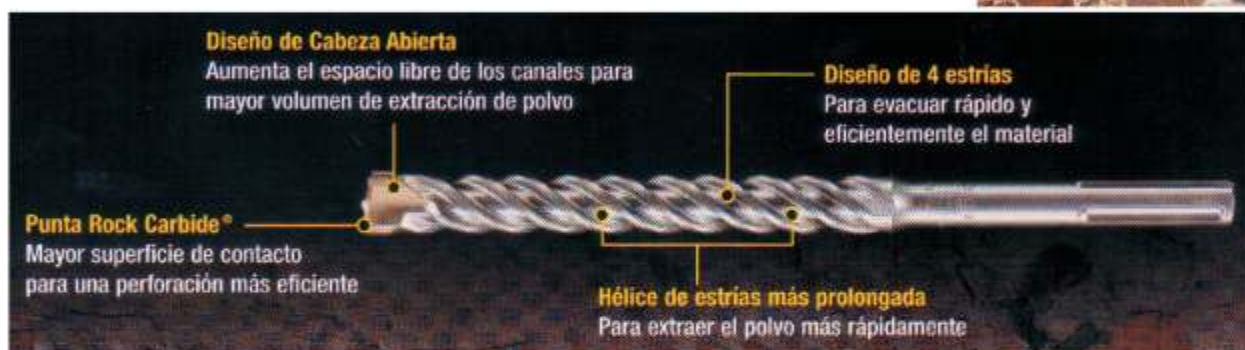 Diseño de Cabeza Abierta
Aumenta el espacio libre de los canales para
mayor volumen de extracción de polvo
Diseño de 4 estrías
Para evacuar rápido y
eficientemente el material
Punta Rock Carbide®
Mayor superficie de contacto
para una perforación más eficiente
Hélice de estrías más prolongada
Para extraer el polvo más rápidamente